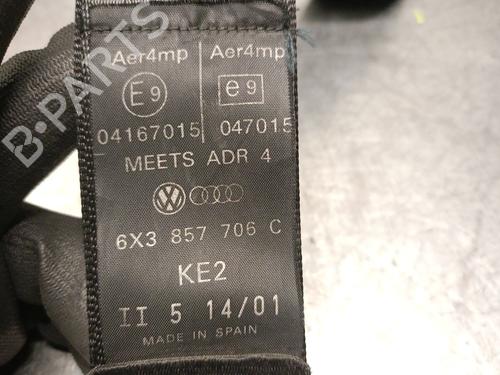 Aer4mp Aer4mp
E9 e9
04167015 047015
MEETS ADR 4
VW
6X3 857 706 C
KE2
II 5 14/01
MADE IN SPAIN
B-PARTS